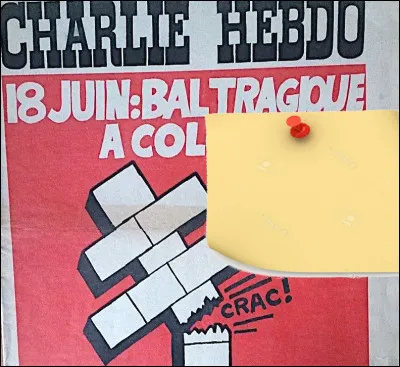 CHARLIE HEBDO
18 JUIN: BAL TRAGIQUE
A COL
CRAC!